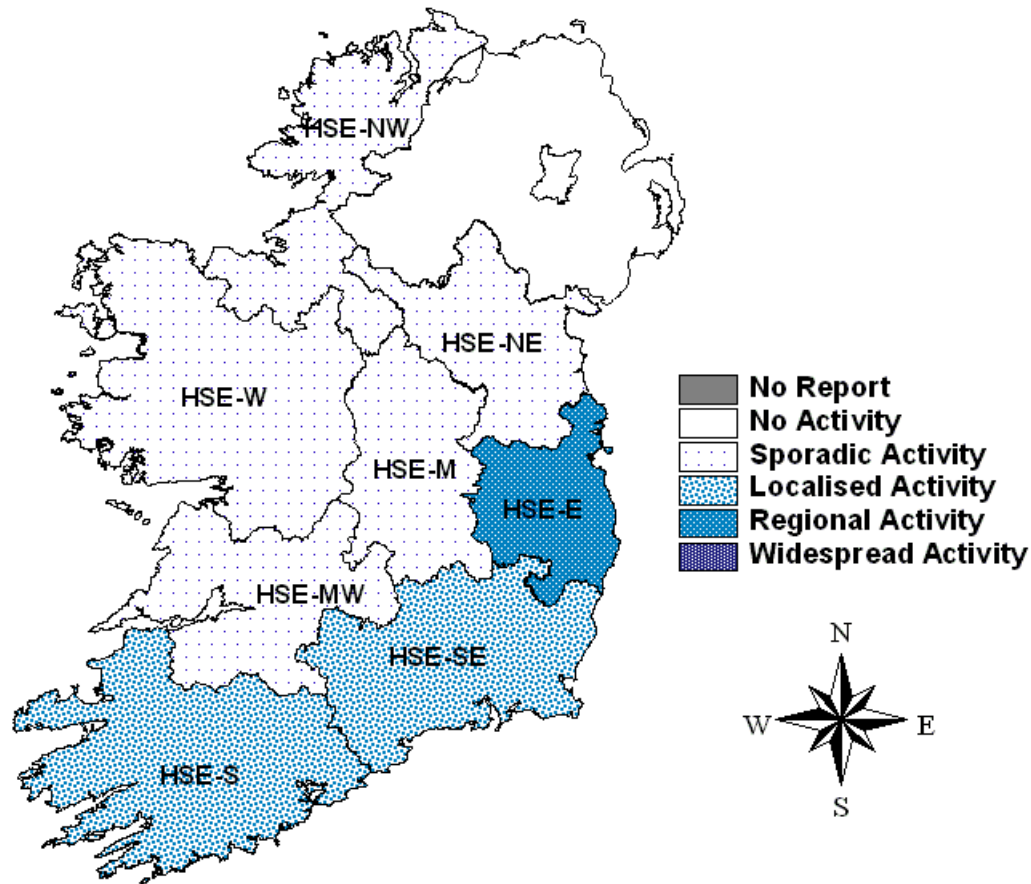 HSE-NW
HSE-NE
HSE-W
HSE-M
HSE-E
HSE-MW
HSE-SE
HSE-S
No Report
No Activity
Sporadic Activity
Localised Activity
Regional Activity
Widespread Activity
N
W E
S